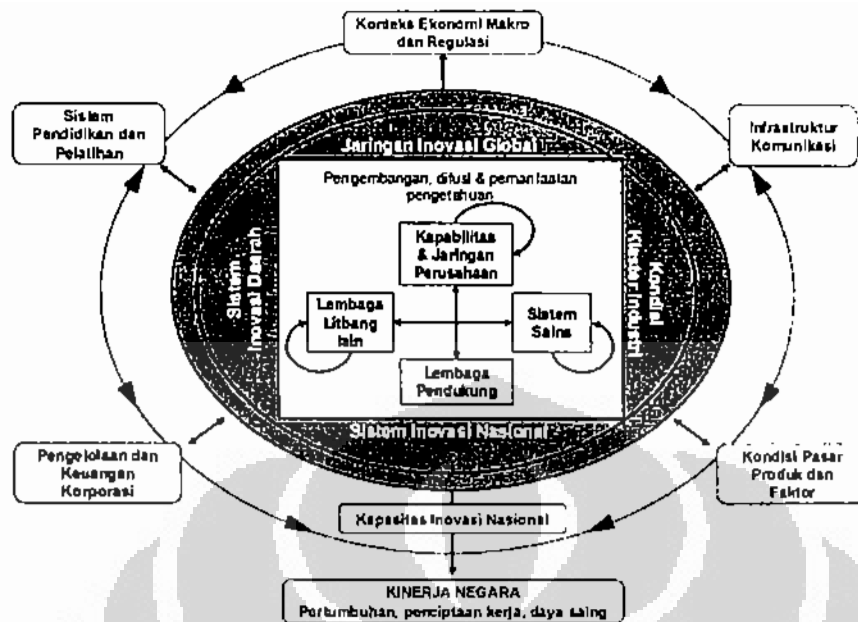 Konteks Ekonomi Makro
dan Regulasi
Sistem
Pendidikan dan
Pelatihan
Infrastruktur
Komunikasi
Jaringan Inovasi Global
Pengembangan, difusi & pemanfaatan
pengetahuan
Kapabilitas
& Jaringan
Perusahaan
Sistem
Inovasi Daerah
Kondisi
Klaster Industri
Lembaga
Litbang
lain
Sistem
Sains
Lembaga
Pendukung
Sistem Inovasi Nasional
Pengelolaan dan
Keuangan
Korporasi
Kondisi Pasar
Produk dan
Faktor
Kapasitas Inovasi Nasional
KINERJA NEGARA
Pertumbuhan, penciptaan kerja, daya saing